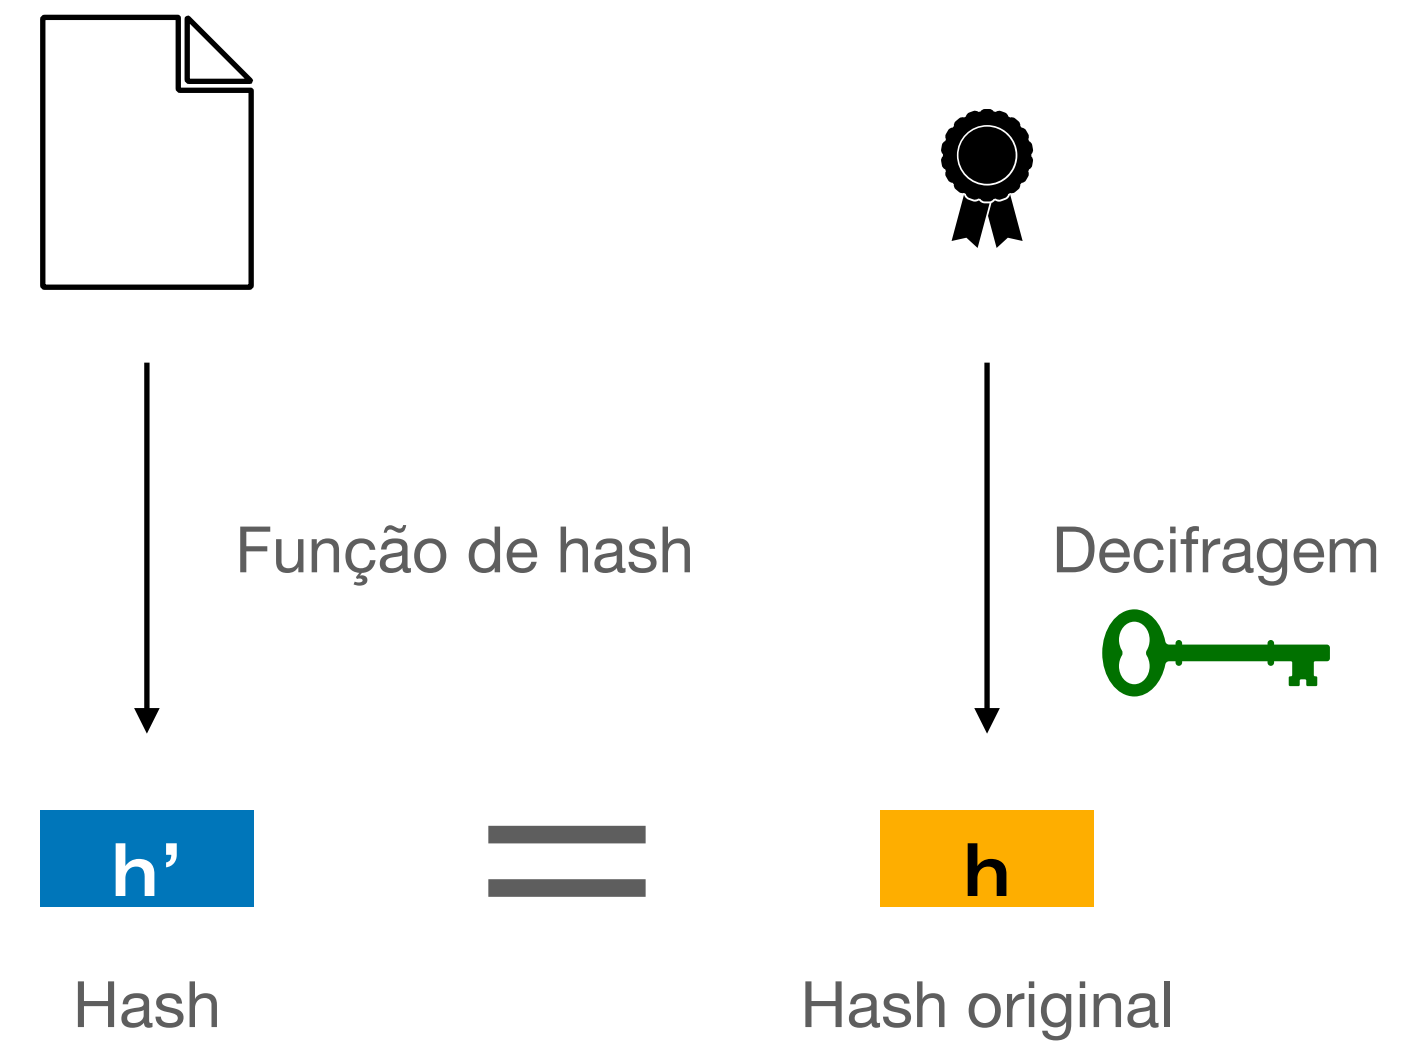 Função de hash
Decifragem
h’
h
Hash
Hash original